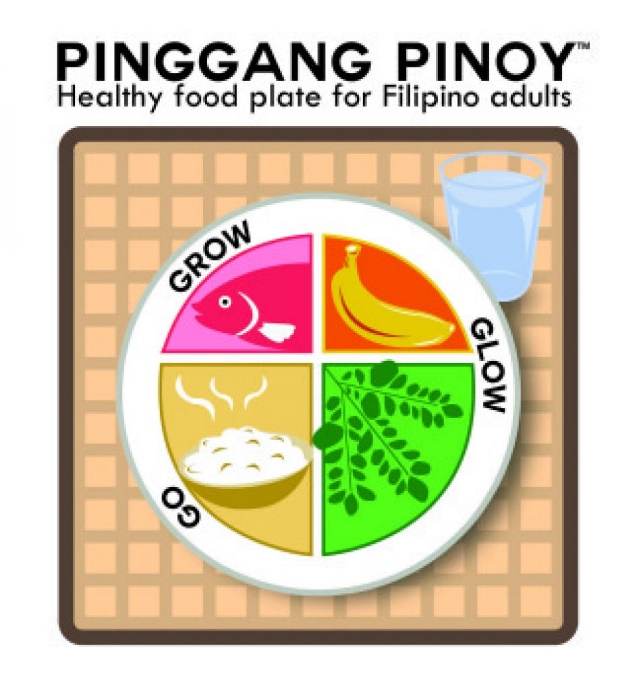 PINGGANG PINOY™
Healthy food plate for Filipino adults
GROW
GLOW
GO